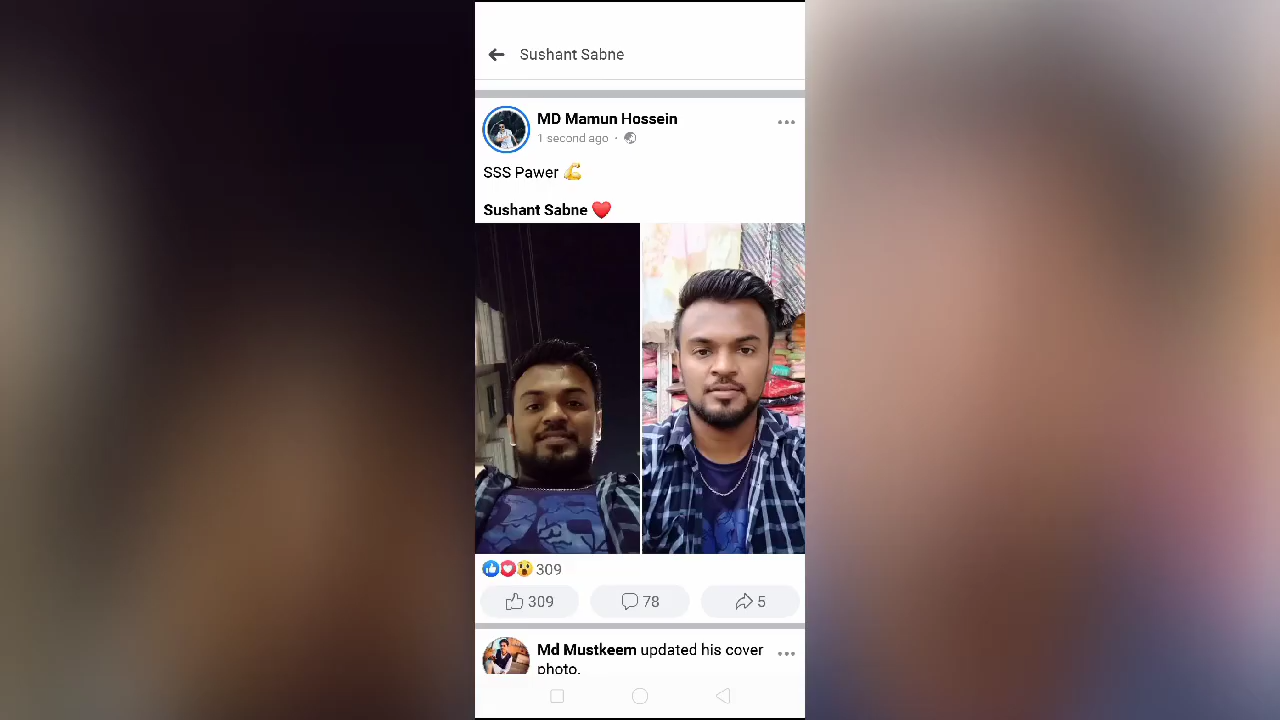 Sushant Sabne
MD Mamun Hossein
1 second ago ·
SSS Pawer 💪
Sushant Sabne ❤️
309
309
78
5
Md Mustkeem updated his cover
photo.